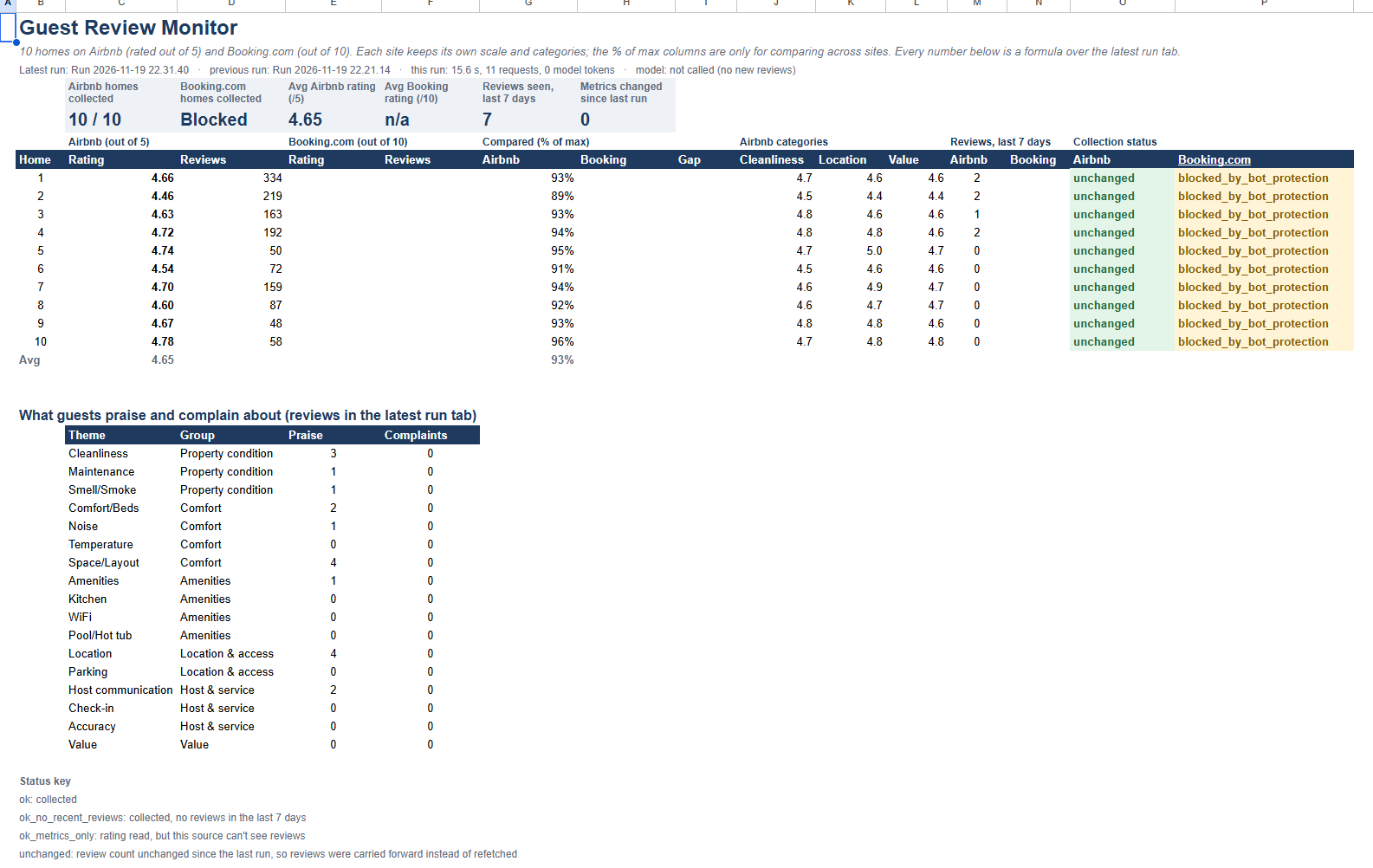 A B C D E F G H I J K L M N O P
Guest Review Monitor
10 homes on Airbnb (rated out of 5) and Booking.com (out of 10). Each site keeps its own scale and categories; the % of max columns are only for comparing across sites. Every number below is a formula over the latest run tab.
Latest run: Run 2026-11-19 22.31.40 · previous run: Run 2026-11-19 22.21.14 · this run: 15.6 s, 11 requests, 0 model tokens · model: not called (no new reviews)
Airbnb homes collected Booking.com homes collected Avg Airbnb rating (/5) Avg Booking rating (/10) Reviews seen, last 7 days Metrics changed since last run
10 / 10 Blocked 4.65 n/a 7 0
Airbnb (out of 5) Booking.com (out of 10) Compared (% of max) Airbnb categories Reviews, last 7 days Collection status
Home Rating Reviews Rating Reviews Airbnb Booking Gap Cleanliness Location Value Airbnb Booking Airbnb Booking.com
1 4.66 334 93% 4.7 4.6 4.6 2 unchanged blocked_by_bot_protection
2 4.46 219 89% 4.5 4.4 4.4 2 unchanged blocked_by_bot_protection
3 4.63 163 93% 4.8 4.6 4.6 1 unchanged blocked_by_bot_protection
4 4.72 192 94% 4.8 4.8 4.6 2 unchanged blocked_by_bot_protection
5 4.74 50 95% 4.7 5.0 4.7 0 unchanged blocked_by_bot_protection
6 4.54 72 91% 4.5 4.6 4.6 0 unchanged blocked_by_bot_protection
7 4.70 159 94% 4.6 4.9 4.7 0 unchanged blocked_by_bot_protection
8 4.60 87 92% 4.6 4.7 4.7 0 unchanged blocked_by_bot_protection
9 4.67 48 93% 4.8 4.8 4.6 0 unchanged blocked_by_bot_protection
10 4.78 58 96% 4.7 4.8 4.8 0 unchanged blocked_by_bot_protection
Avg 4.65 93%
What guests praise and complain about (reviews in the latest run tab)
Theme Group Praise Complaints
Cleanliness Property condition 3 0
Maintenance Property condition 1 0
Smell/Smoke Property condition 1 0
Comfort/Beds Comfort 2 0
Noise Comfort 1 0
Temperature Comfort 0 0
Space/Layout Comfort 4 0
Amenities Amenities 1 0
Kitchen Amenities 0 0
WiFi Amenities 0 0
Pool/Hot tub Amenities 0 0
Location Location & access 4 0
Parking Location & access 0 0
Host communication Host & service 2 0
Check-in Host & service 0 0
Accuracy Host & service 0 0
Value Value 0 0
Status key
ok: collected
ok_no_recent_reviews: collected, no reviews in the last 7 days
ok_metrics_only: rating read, but this source can't see reviews
unchanged: review count unchanged since the last run, so reviews were carried forward instead of refetched